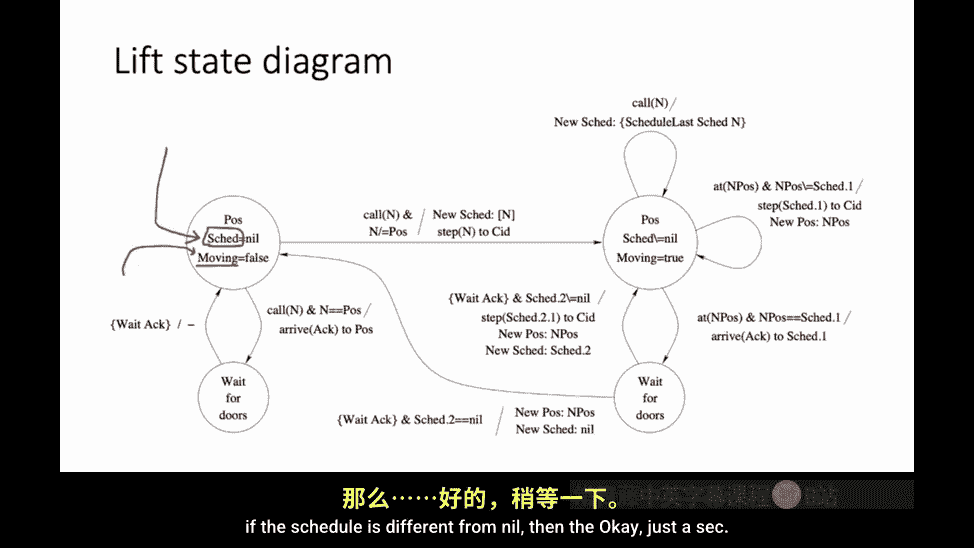 Lift state diagram
call(N) /
New Sched: {ScheduleLast Sched N}
at(NPos) & NPos\=Sched.1 /
step(Sched.1) to Cid
New Pos: NPos
Pos
Sched=nil
Moving=false
call(N) &
N/=Pos
/
New Sched: [N]
step(N) to Cid
Pos
Sched\=nil
Moving=true
{Wait Ack} / −
call(N) & N==Pos /
arrive(Ack) to Pos
{Wait Ack} & Sched.2\=nil /
step(Sched.2.1) to Cid
New Pos: NPos
New Sched: Sched.2
at(NPos) & NPos==Sched.1 /
arrive(Ack) to Sched.1
Wait
for
doors
Wait
for
doors
{Wait Ack} & Sched.2==nil
/
New Pos: NPos
New Sched: nil
那么……好的，稍等一下。
if the schedule is different from nil, then the Okay, just a sec.